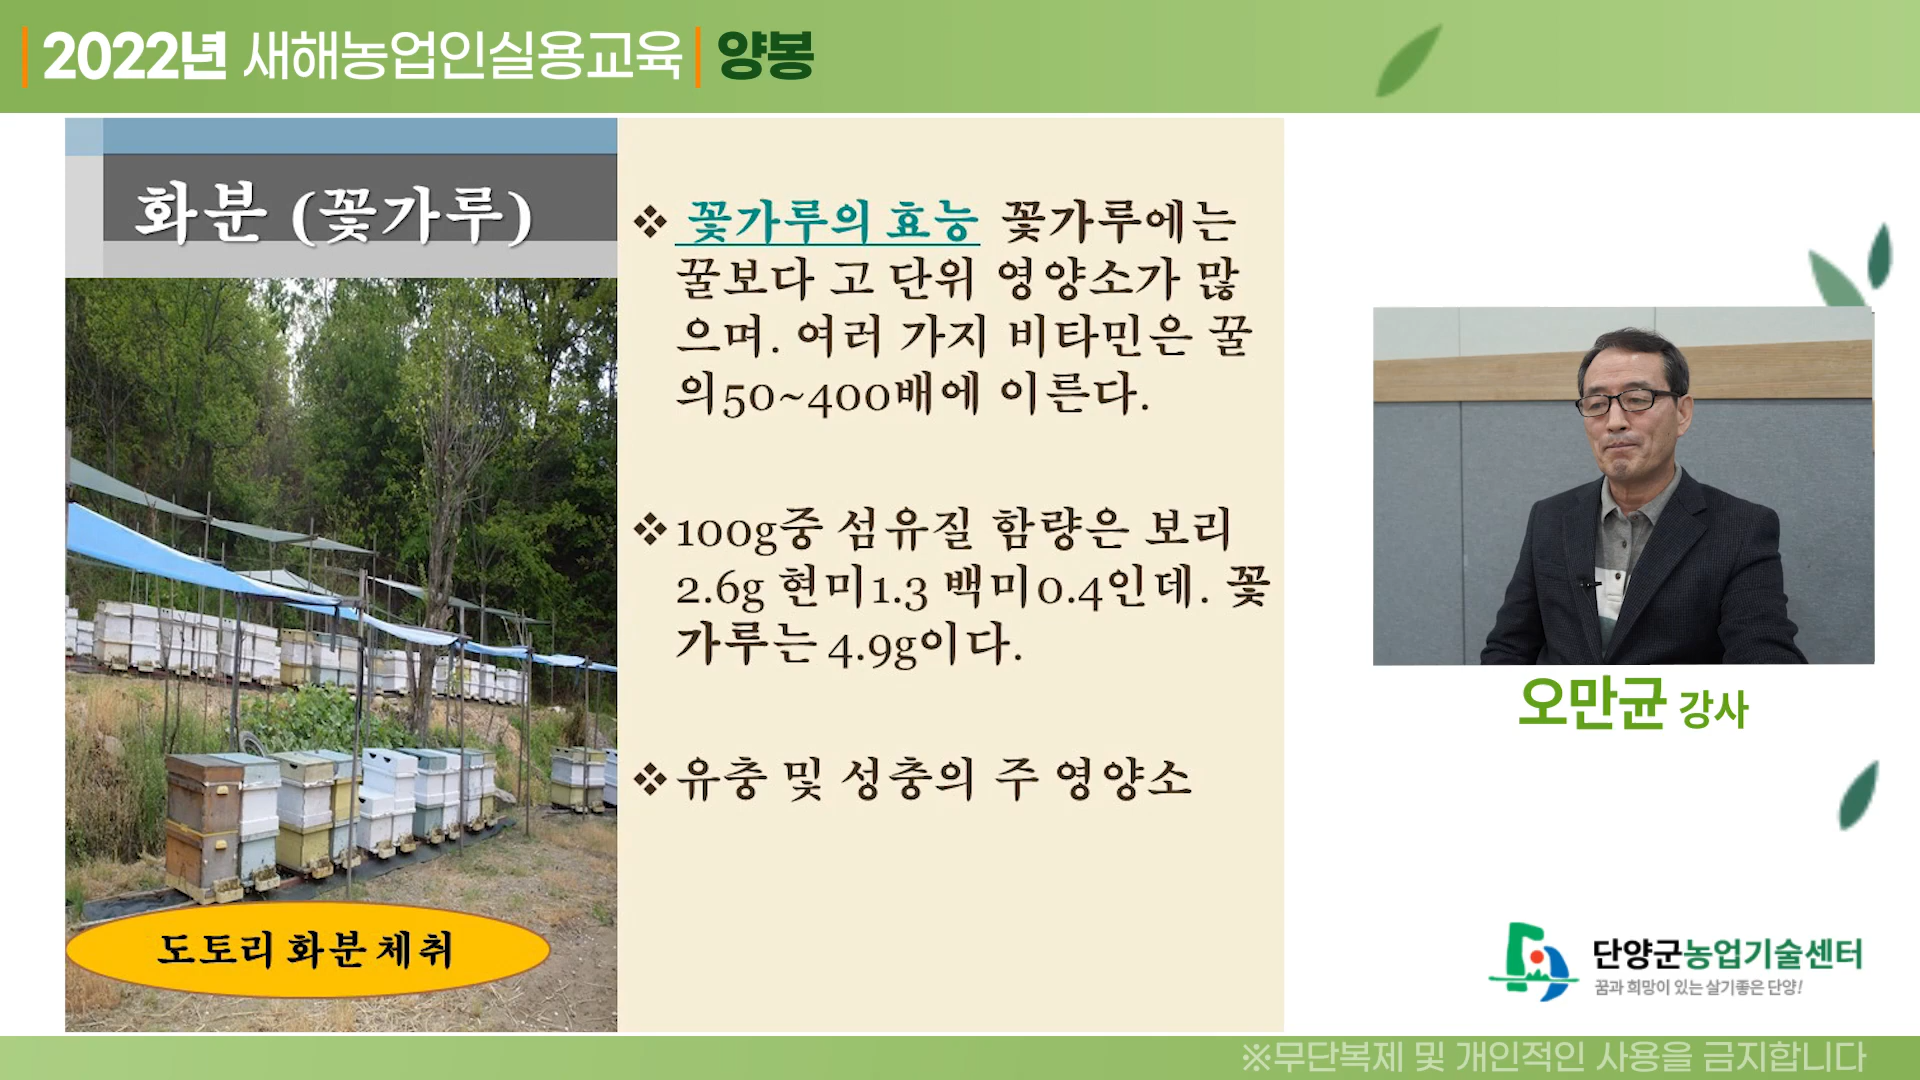 2022년 새해농업인실용교육 양봉
화분 (꽃가루)
❖ 꽃가루의 효능 꽃가루에는
꿀보다 고 단위 영양소가 많
으며. 여러 가지 비타민은 꿀
의50~400배에 이른다.
❖ 100g중 섬유질 함량은 보리
2.6g 현미1.3 백미0.4인데. 꽃
가루는 4.9g이다.
❖ 유충 및 성충의 주 영양소
도토리 화분 체취
오만균 강사
단양군농업기술센터
꿈과 희망이 있는 살기좋은 단양!
※무단복제 및 개인적인 사용을 금지합니다